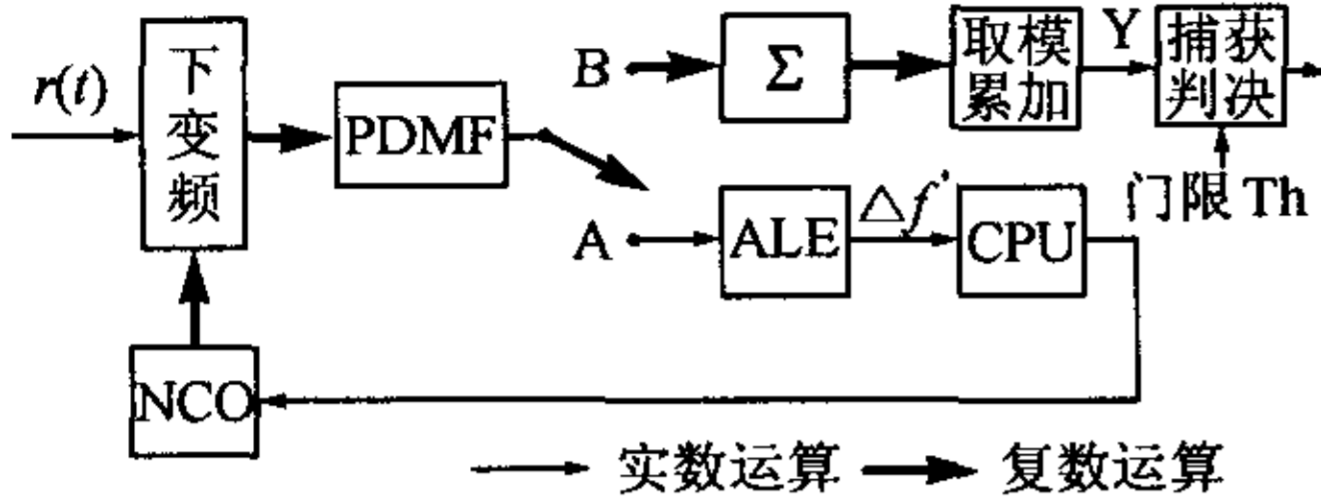 r(t)
下变频
PDMF
B
Σ
取模累加
Y
捕获判决
门限 Th
A
ALE
△f'
CPU
NCO
实数运算
复数运算